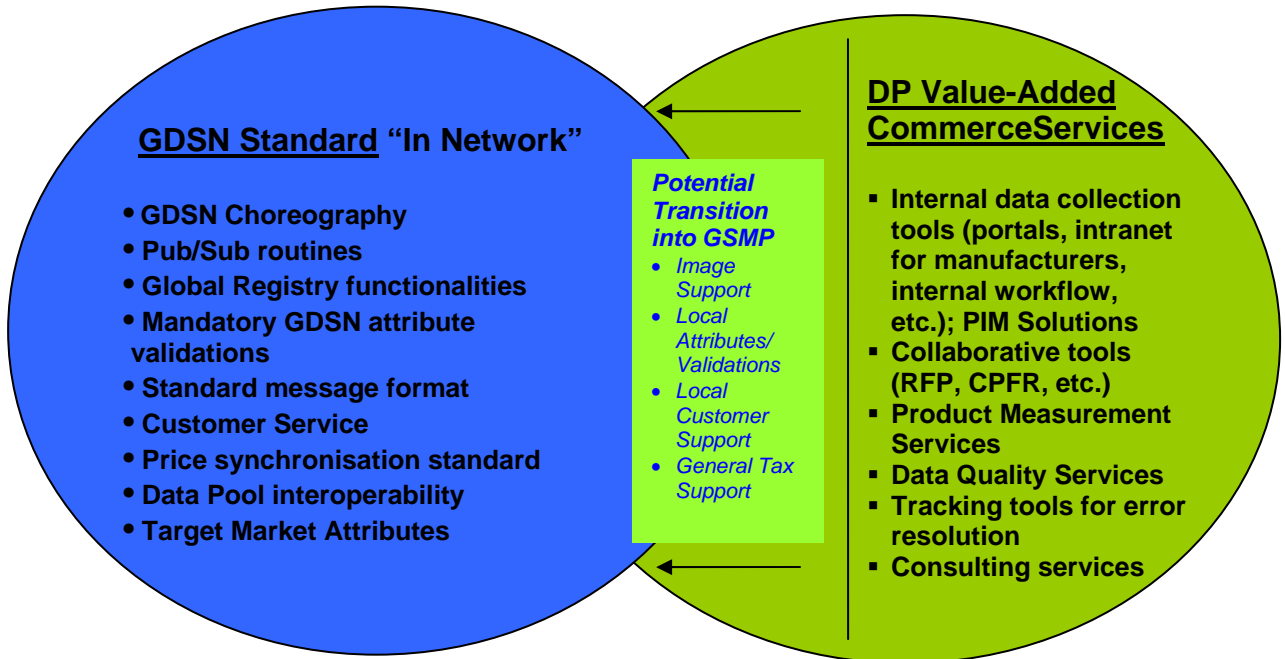 GDSN Standard “In Network”
• GDSN Choreography
• Pub/Sub routines
• Global Registry functionalities
• Mandatory GDSN attribute
validations
• Standard message format
• Customer Service
• Price synchronisation standard
• Data Pool interoperability
• Target Market Attributes
Potential
Transition
into GSMP
• Image
Support
• Local
Attributes/
Validations
• Local
Customer
Support
• General Tax
Support
DP Value-Added
CommerceServices
▪ Internal data collection
tools (portals, intranet
for manufacturers,
internal workflow,
etc.); PIM Solutions
▪ Collaborative tools
(RFP, CPFR, etc.)
▪ Product Measurement
Services
▪ Data Quality Services
▪ Tracking tools for error
resolution
▪ Consulting services